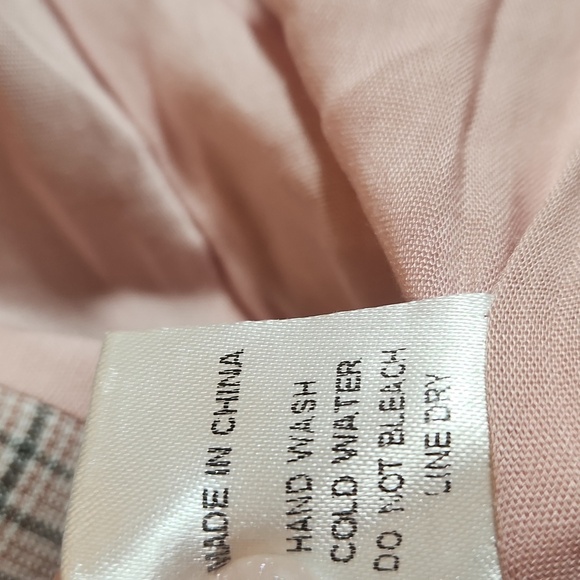 MADE IN CHINA
HAND WASH
COLD WATER
DO NOT BLEACH
LINE DRY